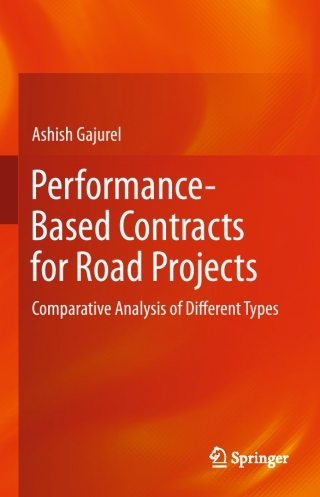 Ashish Gajurel
Performance-
Based Contracts
for Road Projects
Comparative Analysis of Different Types
Springer